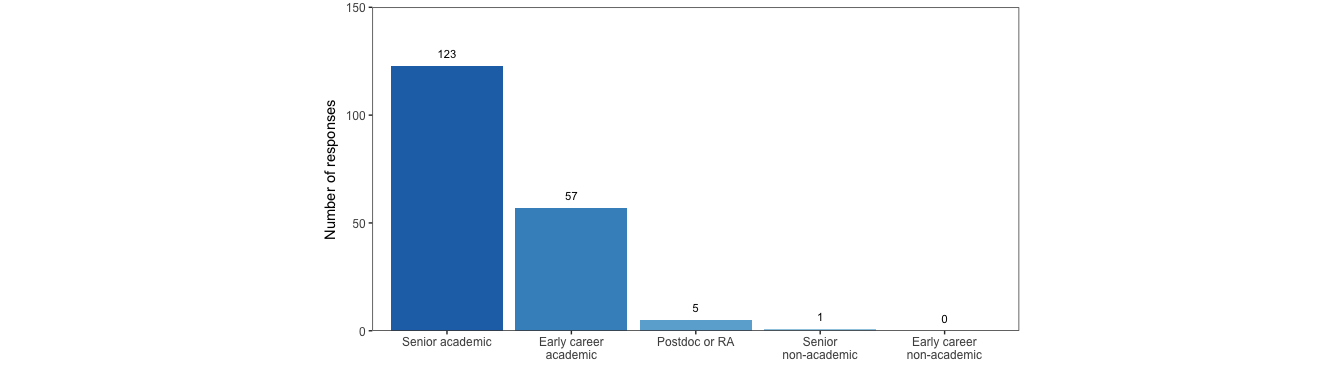 150
123
100
57
50
5
1
0
0
Number of responses
Senior academic
Early career
academic
Postdoc or RA
Senior
non-academic
Early career
non-academic